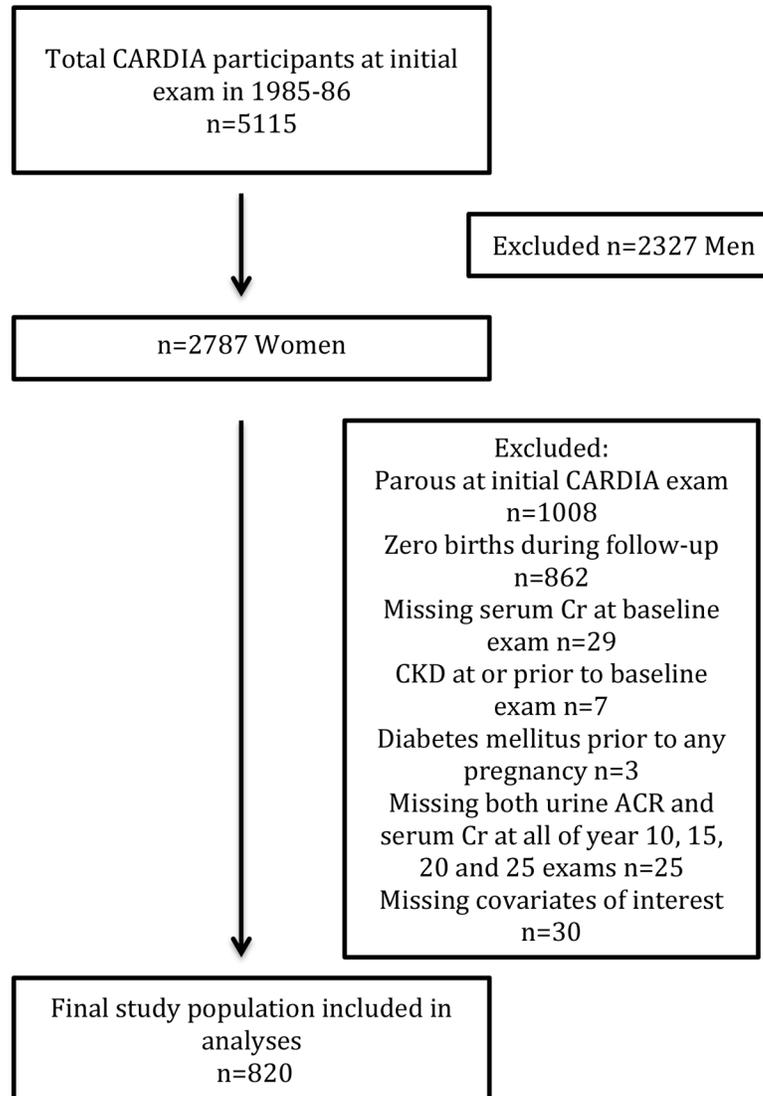 Total CARDIA participants at initial
exam in 1985-86
n=5115
Excluded n=2327 Men
n=2787 Women
Excluded:
Parous at initial CARDIA exam
n=1008
Zero births during follow-up
n=862
Missing serum Cr at baseline
exam n=29
CKD at or prior to baseline
exam n=7
Diabetes mellitus prior to any
pregnancy n=3
Missing both urine ACR and
serum Cr at all of year 10, 15,
20 and 25 exams n=25
Missing covariates of interest
n=30
Final study population included in
analyses
n=820